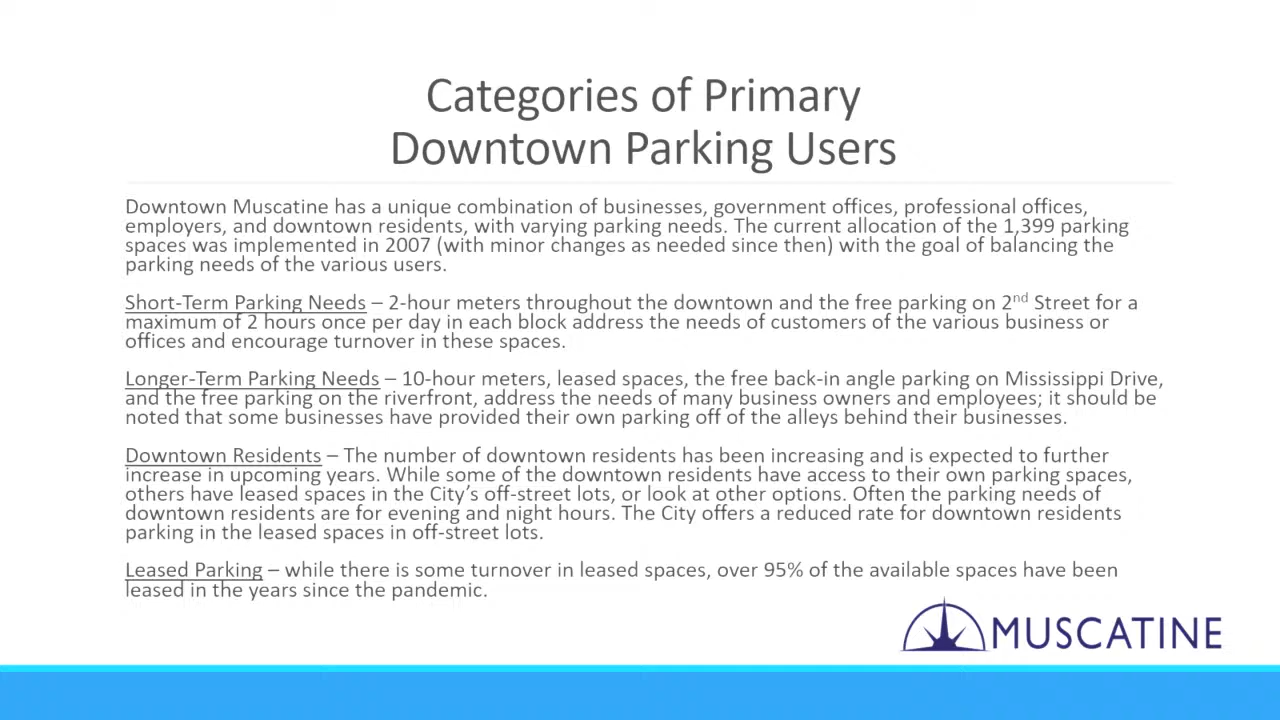 Categories of Primary
Downtown Parking Users
Downtown Muscatine has a unique combination of businesses, government offices, professional offices,
employers, and downtown residents, with varying parking needs. The current allocation of the 1,399 parking
spaces was implemented in 2007 (with minor changes as needed since then) with the goal of balancing the
parking needs of the various users.
Short-Term Parking Needs – 2-hour meters throughout the downtown and the free parking on 2nd Street for a
maximum of 2 hours once per day in each block address the needs of customers of the various business or
offices and encourage turnover in these spaces.
Longer-Term Parking Needs – 10-hour meters, leased spaces, the free back-in angle parking on Mississippi Drive,
and the free parking on the riverfront, address the needs of many business owners and employees; it should be
noted that some businesses have provided their own parking off of the alleys behind their businesses.
Downtown Residents – The number of downtown residents has been increasing and is expected to further
increase in upcoming years. While some of the downtown residents have access to their own parking spaces,
others have leased spaces in the City’s off-street lots, or look at other options. Often the parking needs of
downtown residents are for evening and night hours. The City offers a reduced rate for downtown residents
parking in the leased spaces in off-street lots.
Leased Parking – while there is some turnover in leased spaces, over 95% of the available spaces have been
leased in the years since the pandemic.
MUSCATINE